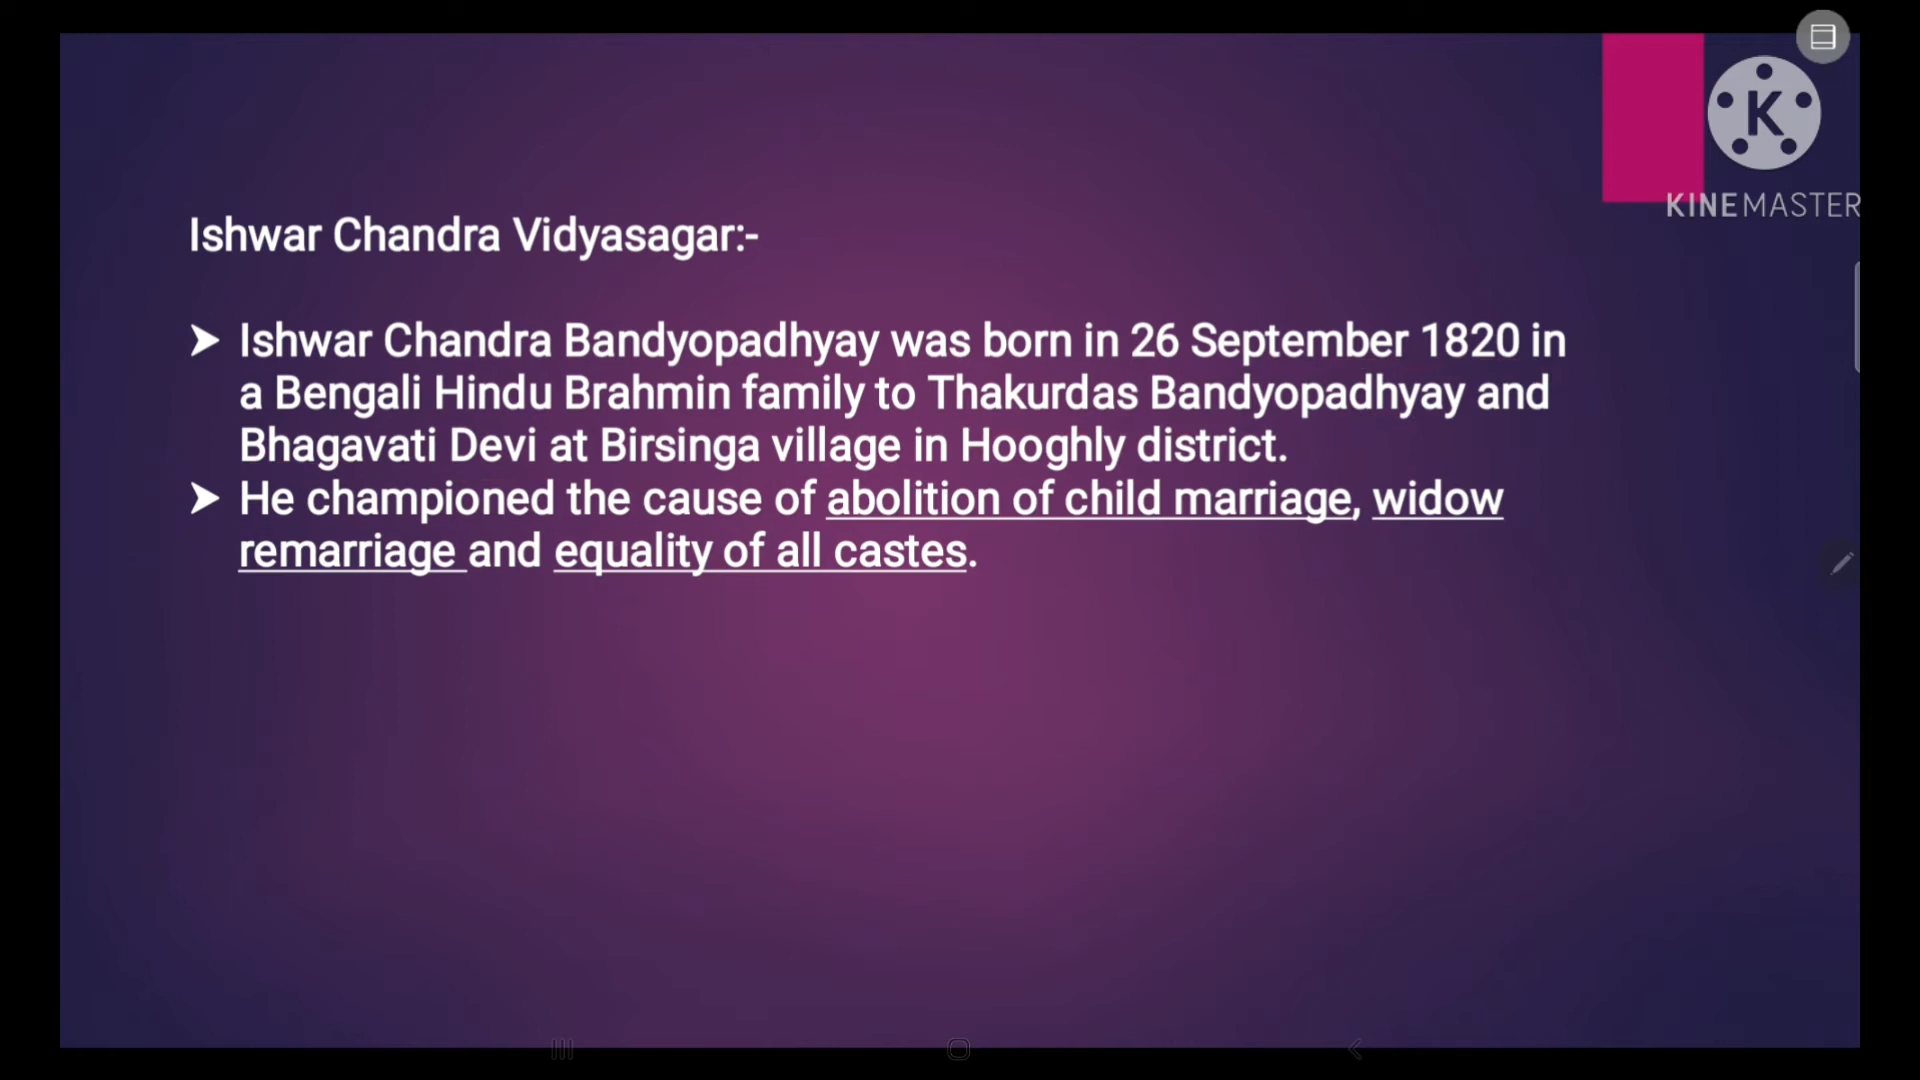 K
KINEMASTER
Ishwar Chandra Vidyasagar:-
➤ Ishwar Chandra Bandyopadhyay was born in 26 September 1820 in
a Bengali Hindu Brahmin family to Thakurdas Bandyopadhyay and
Bhagavati Devi at Birsinga village in Hooghly district.
➤ He championed the cause of abolition of child marriage, widow
remarriage and equality of all castes.